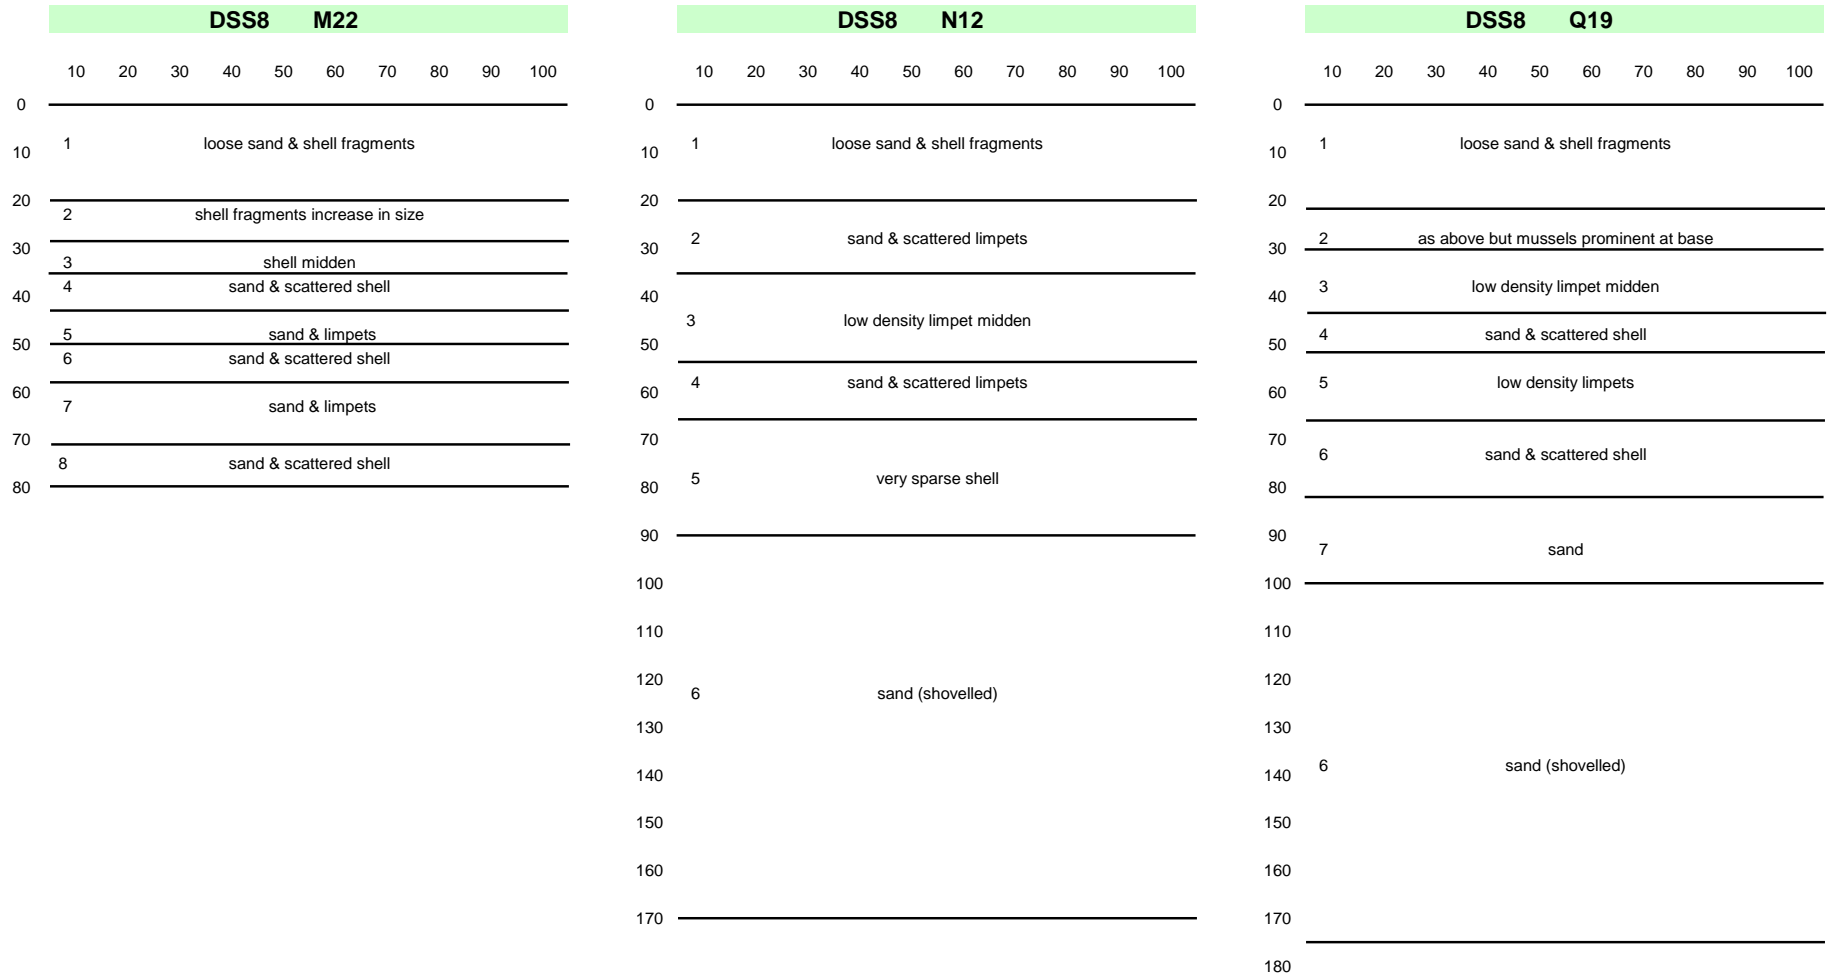 DSS8 M22
10 20 30 40 50 60 70 80 90 100
0
1 loose sand & shell fragments
10
20
2 shell fragments increase in size
30
3 shell midden
4 sand & scattered shell
40
5 sand & limpets
50
6 sand & scattered shell
60
7 sand & limpets
70
8 sand & scattered shell
80
DSS8 N12
10 20 30 40 50 60 70 80 90 100
0
1 loose sand & shell fragments
10
20
2 sand & scattered limpets
30
40
3 low density limpet midden
50
4 sand & scattered limpets
60
70
5 very sparse shell
80
90
100
110
120
6 sand (shovelled)
130
140
150
160
170
DSS8 Q19
10 20 30 40 50 60 70 80 90 100
0
1 loose sand & shell fragments
10
20
2 as above but mussels prominent at base
30
3 low density limpet midden
40
4 sand & scattered shell
50
5 low density limpets
60
70
6 sand & scattered shell
80
90
7 sand
100
110
120
130
6 sand (shovelled)
140
150
160
170
180